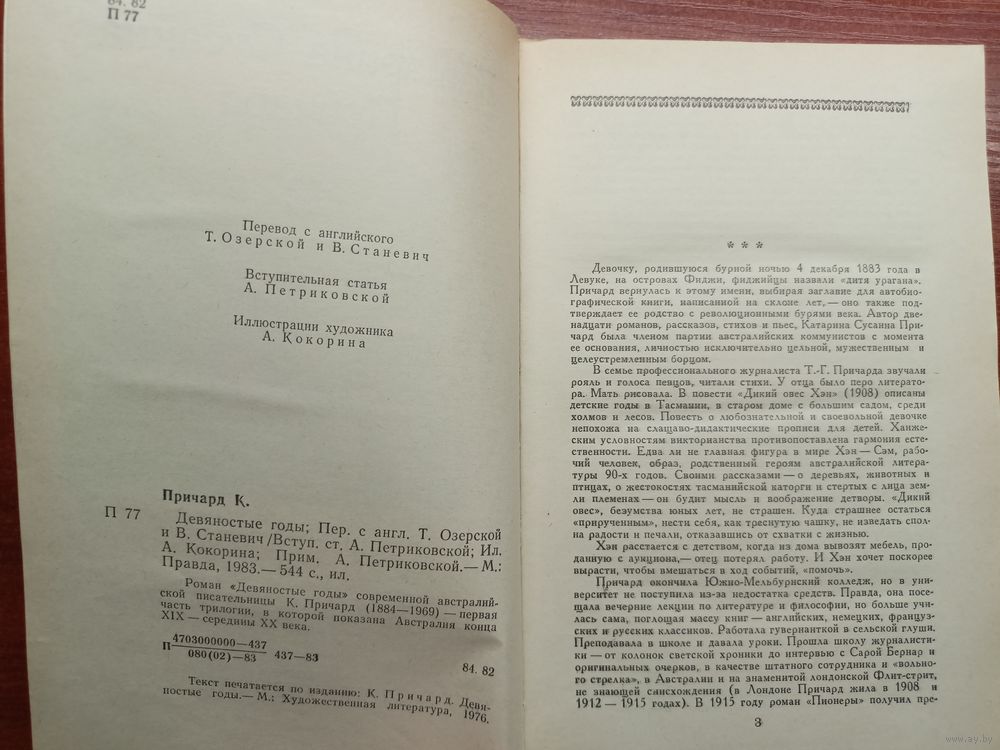 84. 82
П 77
Перевод с английского
Т. Озерской и В. Станевич
Вступительная статья
А. Петриковской
Иллюстрации художника
А. Кокорина
Причард К.
П 77
Девяностые годы; Пер. с англ. Т. Озерской
и В. Станевич/Вступ. ст. А. Петриковской; Ил.
А. Кокорина; Прим. А. Петриковской.— М.:
Правда, 1983.— 544 с., ил.
Роман «Девяностые годы» современной австралий-
ской писательницы К. Причард (1884—1969) — первая
часть трилогии, в которой показана Австралия конца
XIX — середины XX века.
П 4703000000—437
080(02)—83 437—83
84. 82
Текст печатается по изданию: К. Причард. Девя-
ностые годы.— М.: Художественная литература, 1976.
* * *
Девочку, родившуюся бурной ночью 4 декабря 1883 года в
Левуке, на островах Фиджи, фиджийцы назвали «дитя урагана».
Причард вернулась к этому имени, выбирая заглавие для автобио-
графической книги, написанной на склоне лет,— оно также под-
тверждает ее родство с революционными бурями века. Автор две-
надцати романов, рассказов, стихов и пьес, Катарина Сусанна При-
чард была членом партии австралийских коммунистов с момента
ее основания, личностью исключительно цельной, мужественным и
целеустремленным борцом.
В семье профессионального журналиста Т.-Г. Причарда звучали
рояль и голоса певцов, читали стихи. У отца было перо литерато-
ра. Мать рисовала. В повести «Дикий овес Хэн» (1908) описаны
детские годы в Тасмании, в старом доме с большим садом, среди
холмов и лесов. Повесть о любознательной и своевольной девочке
непохожа на слащаво-дидактические прописи для детей. Ханже-
ским условностям викторианства противопоставлена гармония есте-
ственности. Едва ли не главная фигура в мире Хэн — Сэм, рабо-
чий человек, образ, родственный героям австралийской литера-
туры 90-х годов. Своими рассказами — о деревьях, животных и
птицах, о жестокостях тасманийской каторги и стертых с лица зем-
ли племенах — он будит мысль и воображение детворы. «Дикий
овес», безумства юных лет, не страшен. Куда страшнее остаться
«прирученным», нести себя, как треснутую чашку, не изведать спол-
на радости и печали, отказавшись от схватки с жизнью.
Хэн расстается с детством, когда из дома вывозят мебель, про-
данную с аукциона,— отец потерял работу. И Хэн хочет поскорее
вырасти, чтобы вмешаться в ход событий, «помочь».
Причард окончила Южно-Мельбурнский колледж, но в уни-
верситет не поступила из-за недостатка средств. Правда, она посе-
щала вечерние лекции по литературе и философии, но больше учи-
лась сама, поглощая массу книг — английских, немецких, француз-
ских и русских классиков. Работала гувернанткой в сельской глуши.
Преподавала в школе и давала уроки. Прошла школу журналисти-
ки — от колонок светской хроники до интервью с Сарой Бернар и
оригинальных очерков, в качестве штатного сотрудника и «вольно-
го стрелка», в Австралии и на знаменитой лондонской Флит-стрит,
не знающей снисхождения (в Лондоне Причард жила в 1908 и
1912—1915 годах). В 1915 году роман «Пионеры» получил пре-
3
www.ay.by